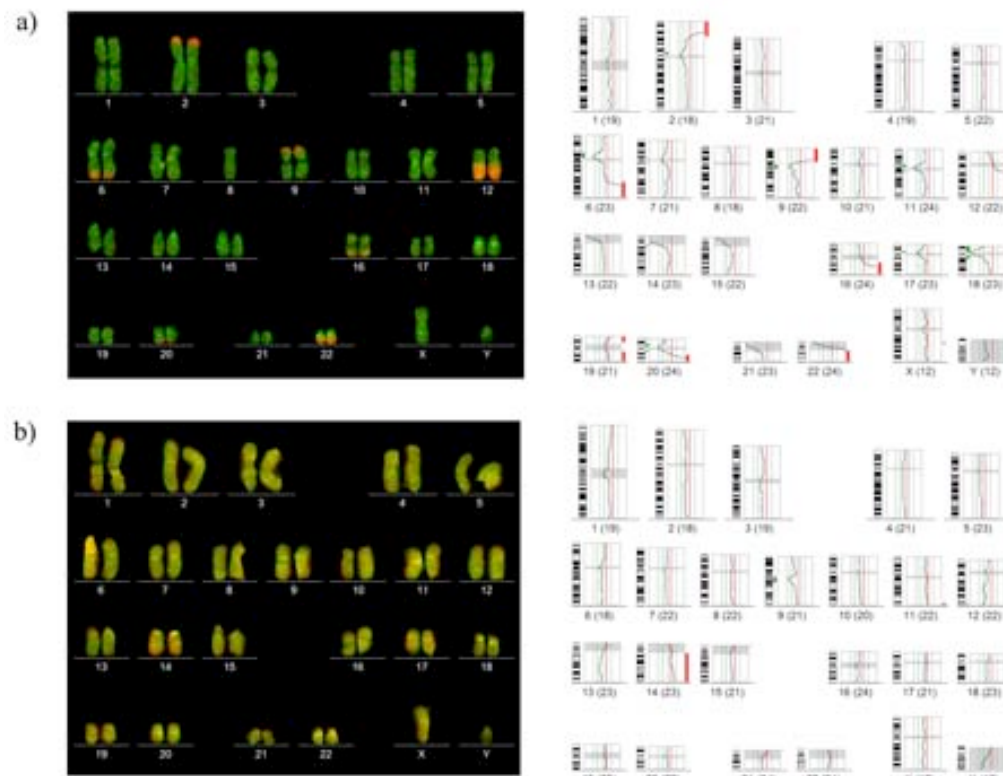 a)
1 2 3 4 5
6 7 8 9 10 11 12
13 14 15 16 17 18
19 20 21 22 X Y
1 (19) 2 (18) 3 (21) 4 (19) 5 (22)
6 (23) 7 (21) 8 (18) 9 (22) 10 (21) 11 (24) 12 (22)
13 (22) 14 (23) 15 (22) 16 (24) 17 (23) 18 (23)
19 (21) 20 (24) 21 (23) 22 (24) X (12) Y (12)
b)
1 2 3 4 5
6 7 8 9 10 11 12
13 14 15 16 17 18
19 20 21 22 X Y
1 (19) 2 (18) 3 (19) 4 (21) 5 (23)
6 (18) 7 (22) 8 (22) 9 (21) 10 (20) 11 (22) 12 (22)
13 (23) 14 (23) 15 (21) 16 (24) 17 (21) 18 (23)